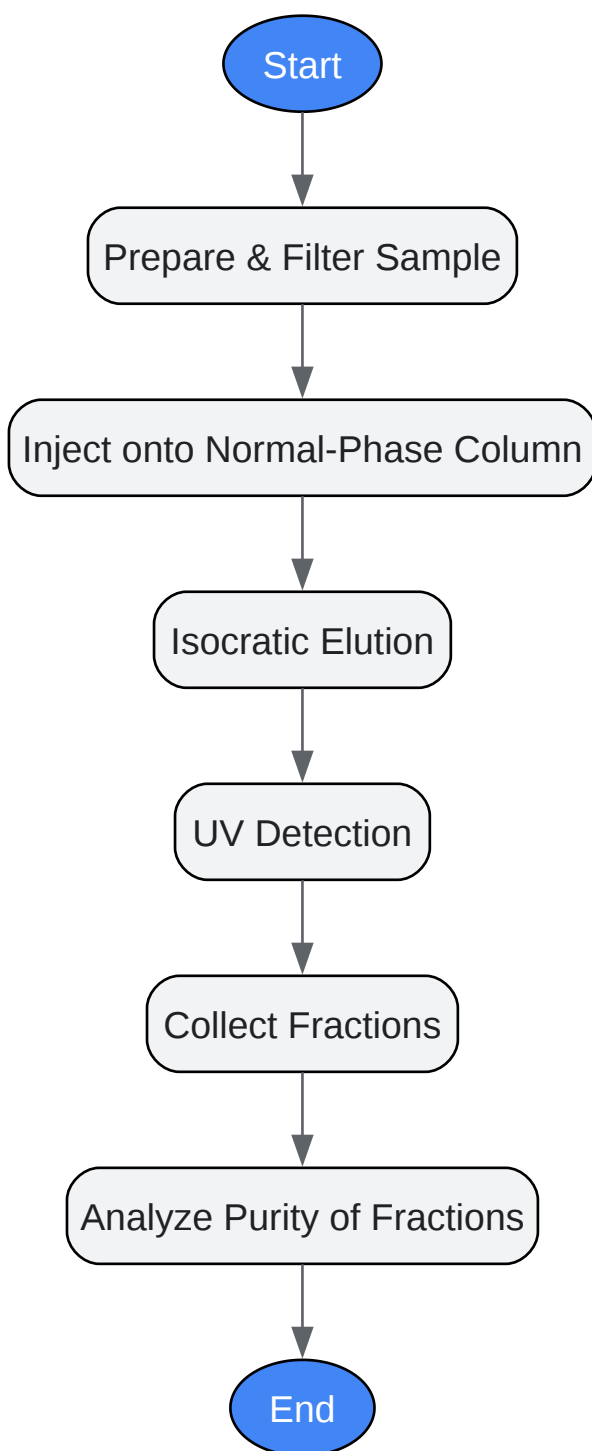 Start
Prepare & Filter Sample
Inject onto Normal-Phase Column
Isocratic Elution
UV Detection
Collect Fractions
Analyze Purity of Fractions
End